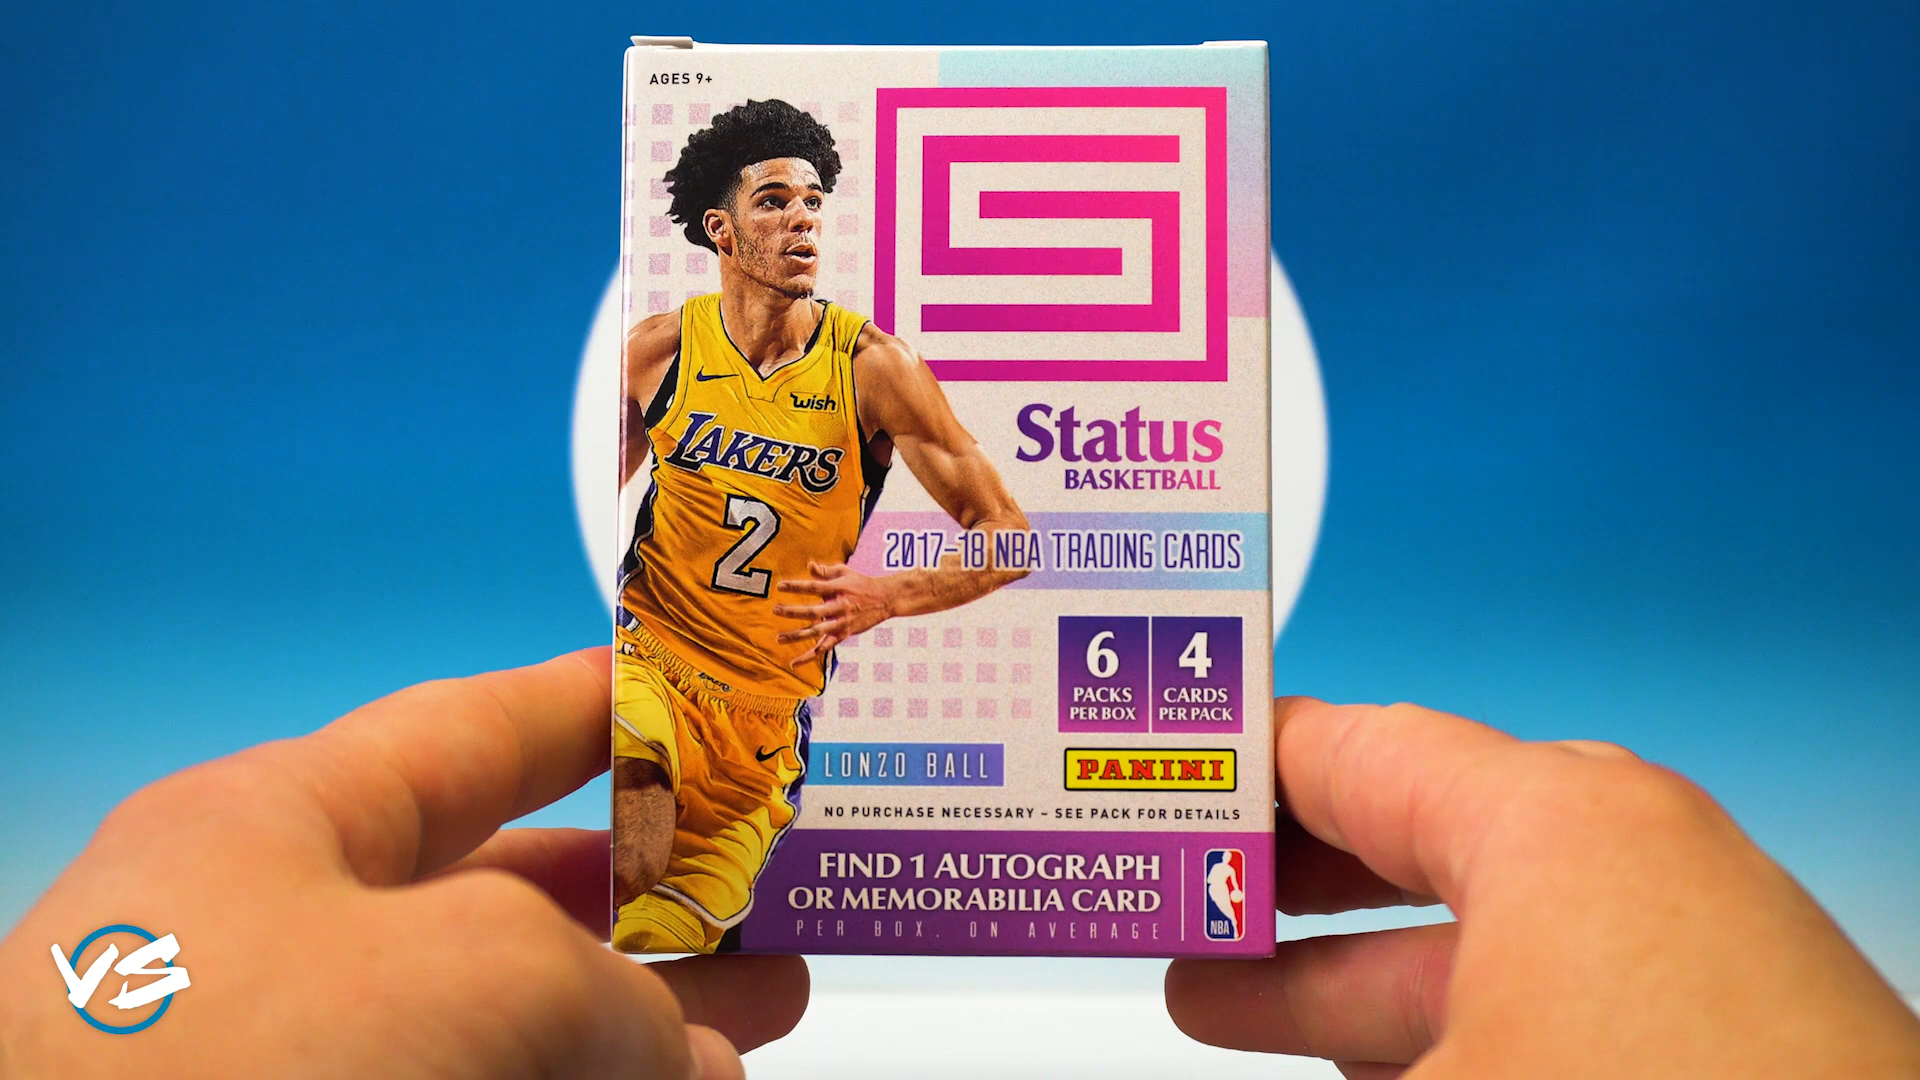 AGES 9+
S
Status
BASKETBALL
wish
LAKERS
2
2017-18 NBA TRADING CARDS
6
PACKS
PER BOX
4
CARDS
PER PACK
LONZO BALL
PANINI
NO PURCHASE NECESSARY – SEE PACK FOR DETAILS
FIND 1 AUTOGRAPH
OR MEMORABILIA CARD
PER BOX, ON AVERAGE
NBA
VS